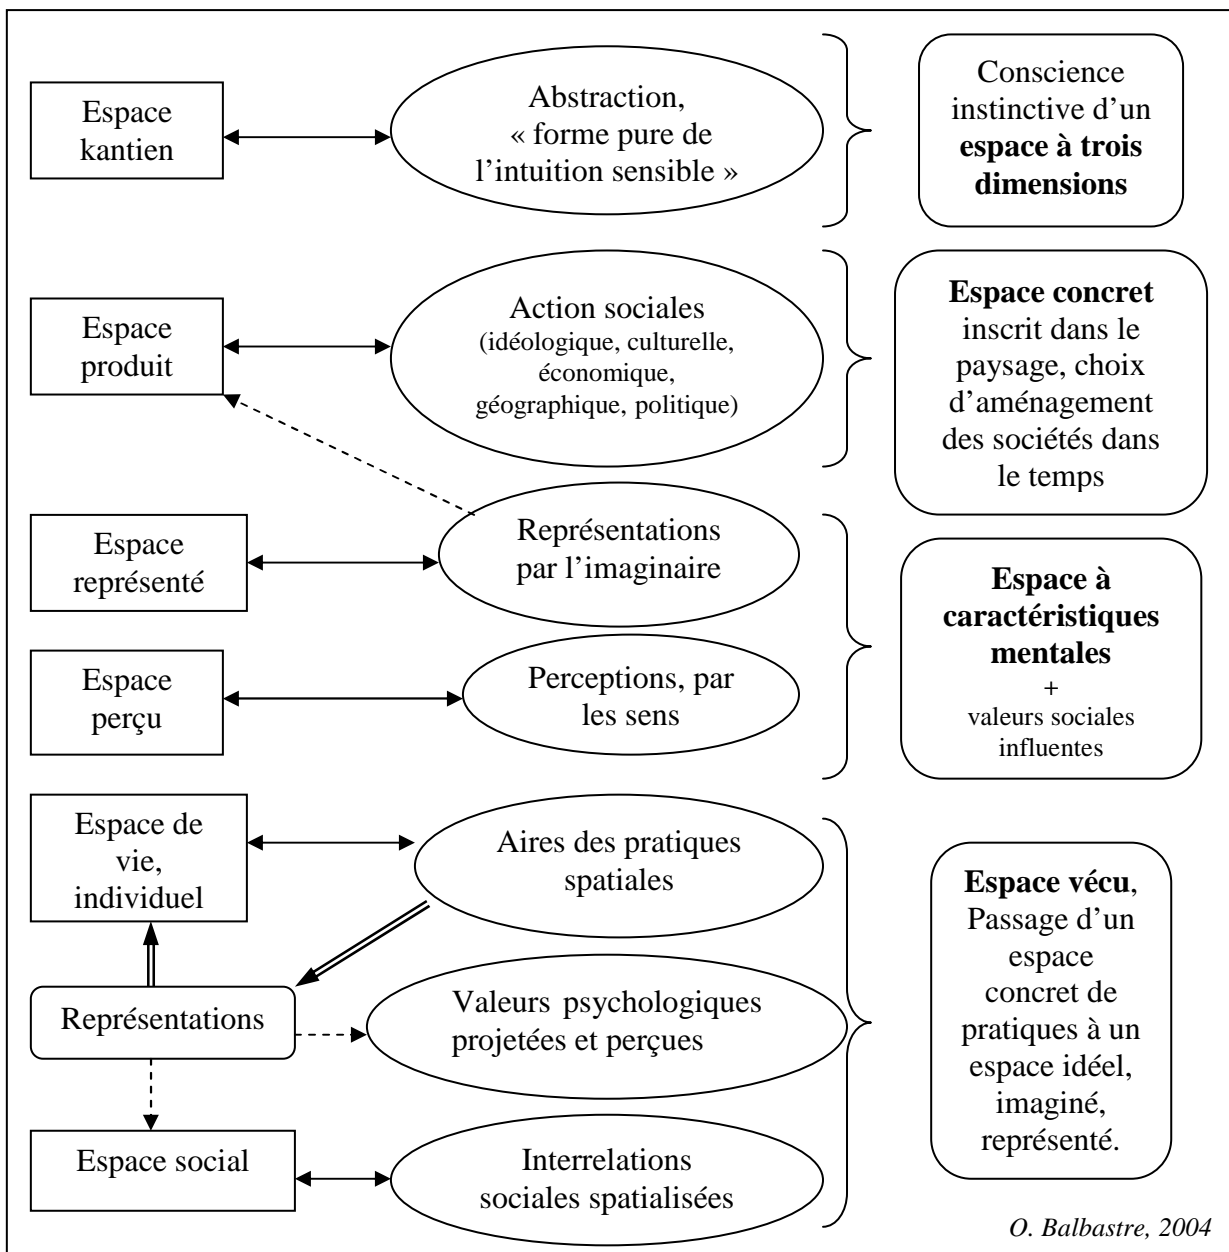 Espace
kantien
Abstraction,
« forme pure de
l’intuition sensible »
Conscience
instinctive d’un
espace à trois
dimensions
Espace
produit
Action sociales
(idéologique, culturelle,
économique,
géographique, politique)
Espace concret
inscrit dans le
paysage, choix
d’aménagement
des sociétés dans
le temps
Espace
représenté
Représentations
par l’imaginaire
Espace
perçu
Perceptions, par
les sens
Espace à
caractéristiques
mentales
+
valeurs sociales
influentes
Espace de
vie,
individuel
Aires des pratiques
spatiales
Représentations
Valeurs psychologiques
projetées et perçues
Espace social
Interrelations
sociales spatialisées
Espace vécu,
Passage d’un
espace
concret de
pratiques à un
espace idéel,
imaginé,
représenté.
O. Balbastre, 2004